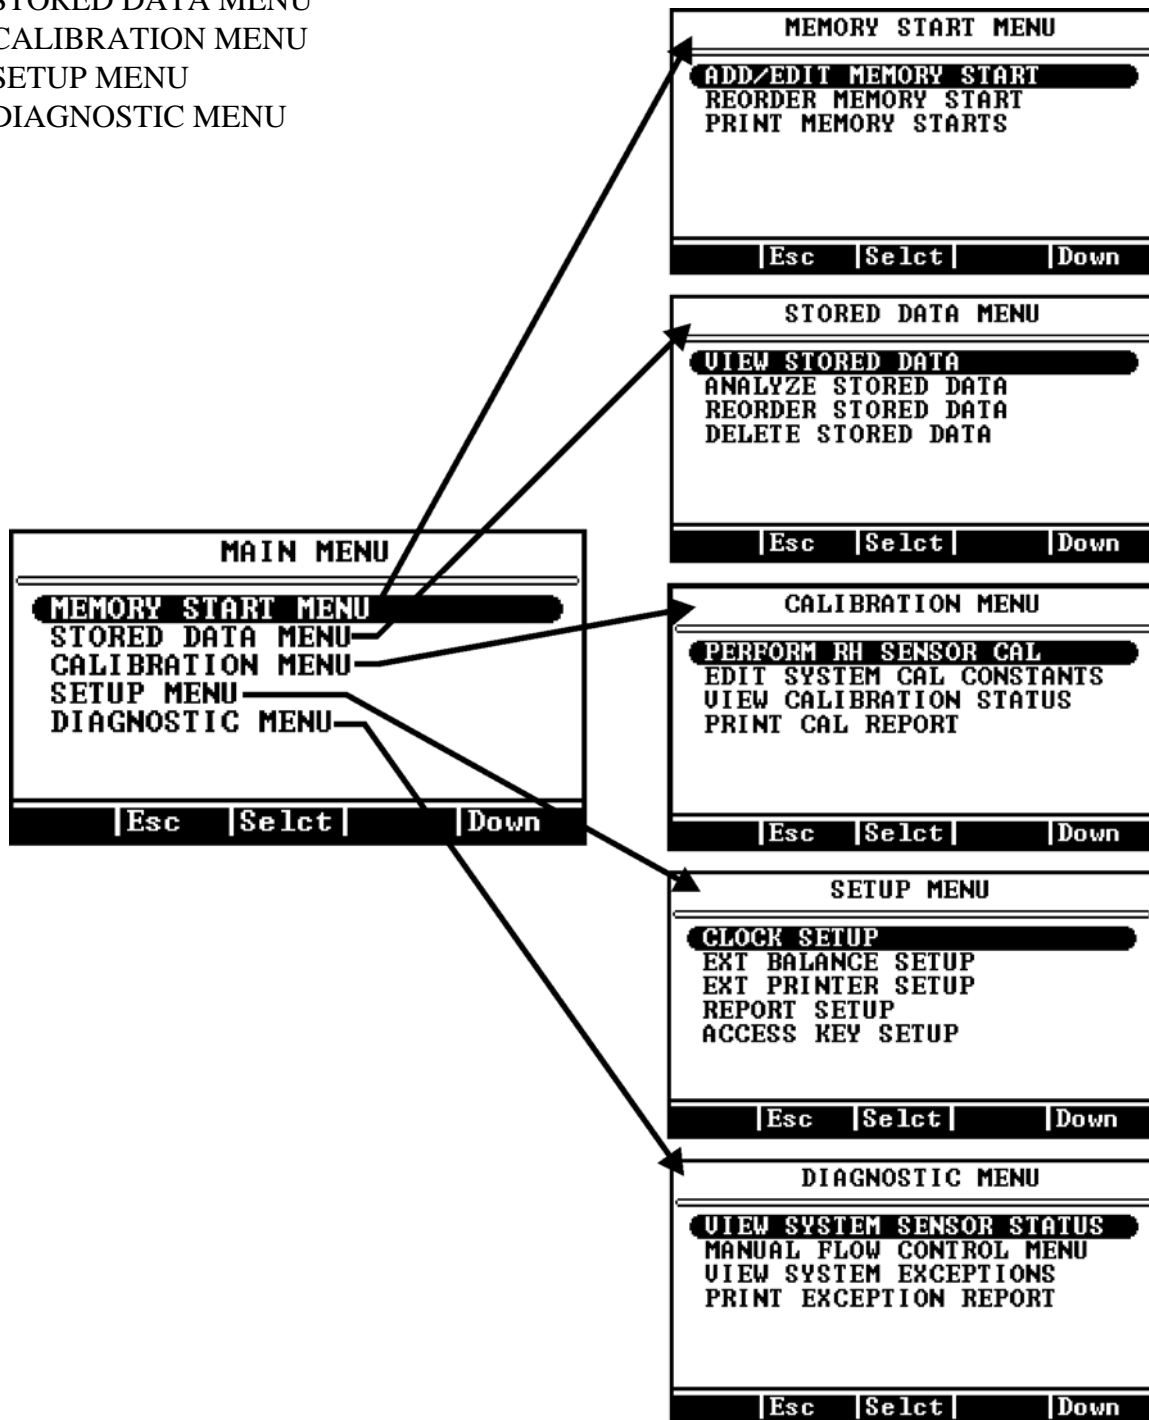 STORED DATA MENU
CALIBRATION MENU
SETUP MENU
DIAGNOSTIC MENU
MAIN MENU
MEMORY START MENU
STORED DATA MENU
CALIBRATION MENU
SETUP MENU
DIAGNOSTIC MENU
|Esc |Selct| |Down
MEMORY START MENU
ADD/EDIT MEMORY START
REORDER MEMORY START
PRINT MEMORY STARTS
|Esc |Selct| |Down
STORED DATA MENU
VIEW STORED DATA
ANALYZE STORED DATA
REORDER STORED DATA
DELETE STORED DATA
|Esc |Selct| |Down
CALIBRATION MENU
PERFORM RH SENSOR CAL
EDIT SYSTEM CAL CONSTANTS
VIEW CALIBRATION STATUS
PRINT CAL REPORT
|Esc |Selct| |Down
SETUP MENU
CLOCK SETUP
EXT BALANCE SETUP
EXT PRINTER SETUP
REPORT SETUP
ACCESS KEY SETUP
|Esc |Selct| |Down
DIAGNOSTIC MENU
VIEW SYSTEM SENSOR STATUS
MANUAL FLOW CONTROL MENU
VIEW SYSTEM EXCEPTIONS
PRINT EXCEPTION REPORT
|Esc |Selct| |Down